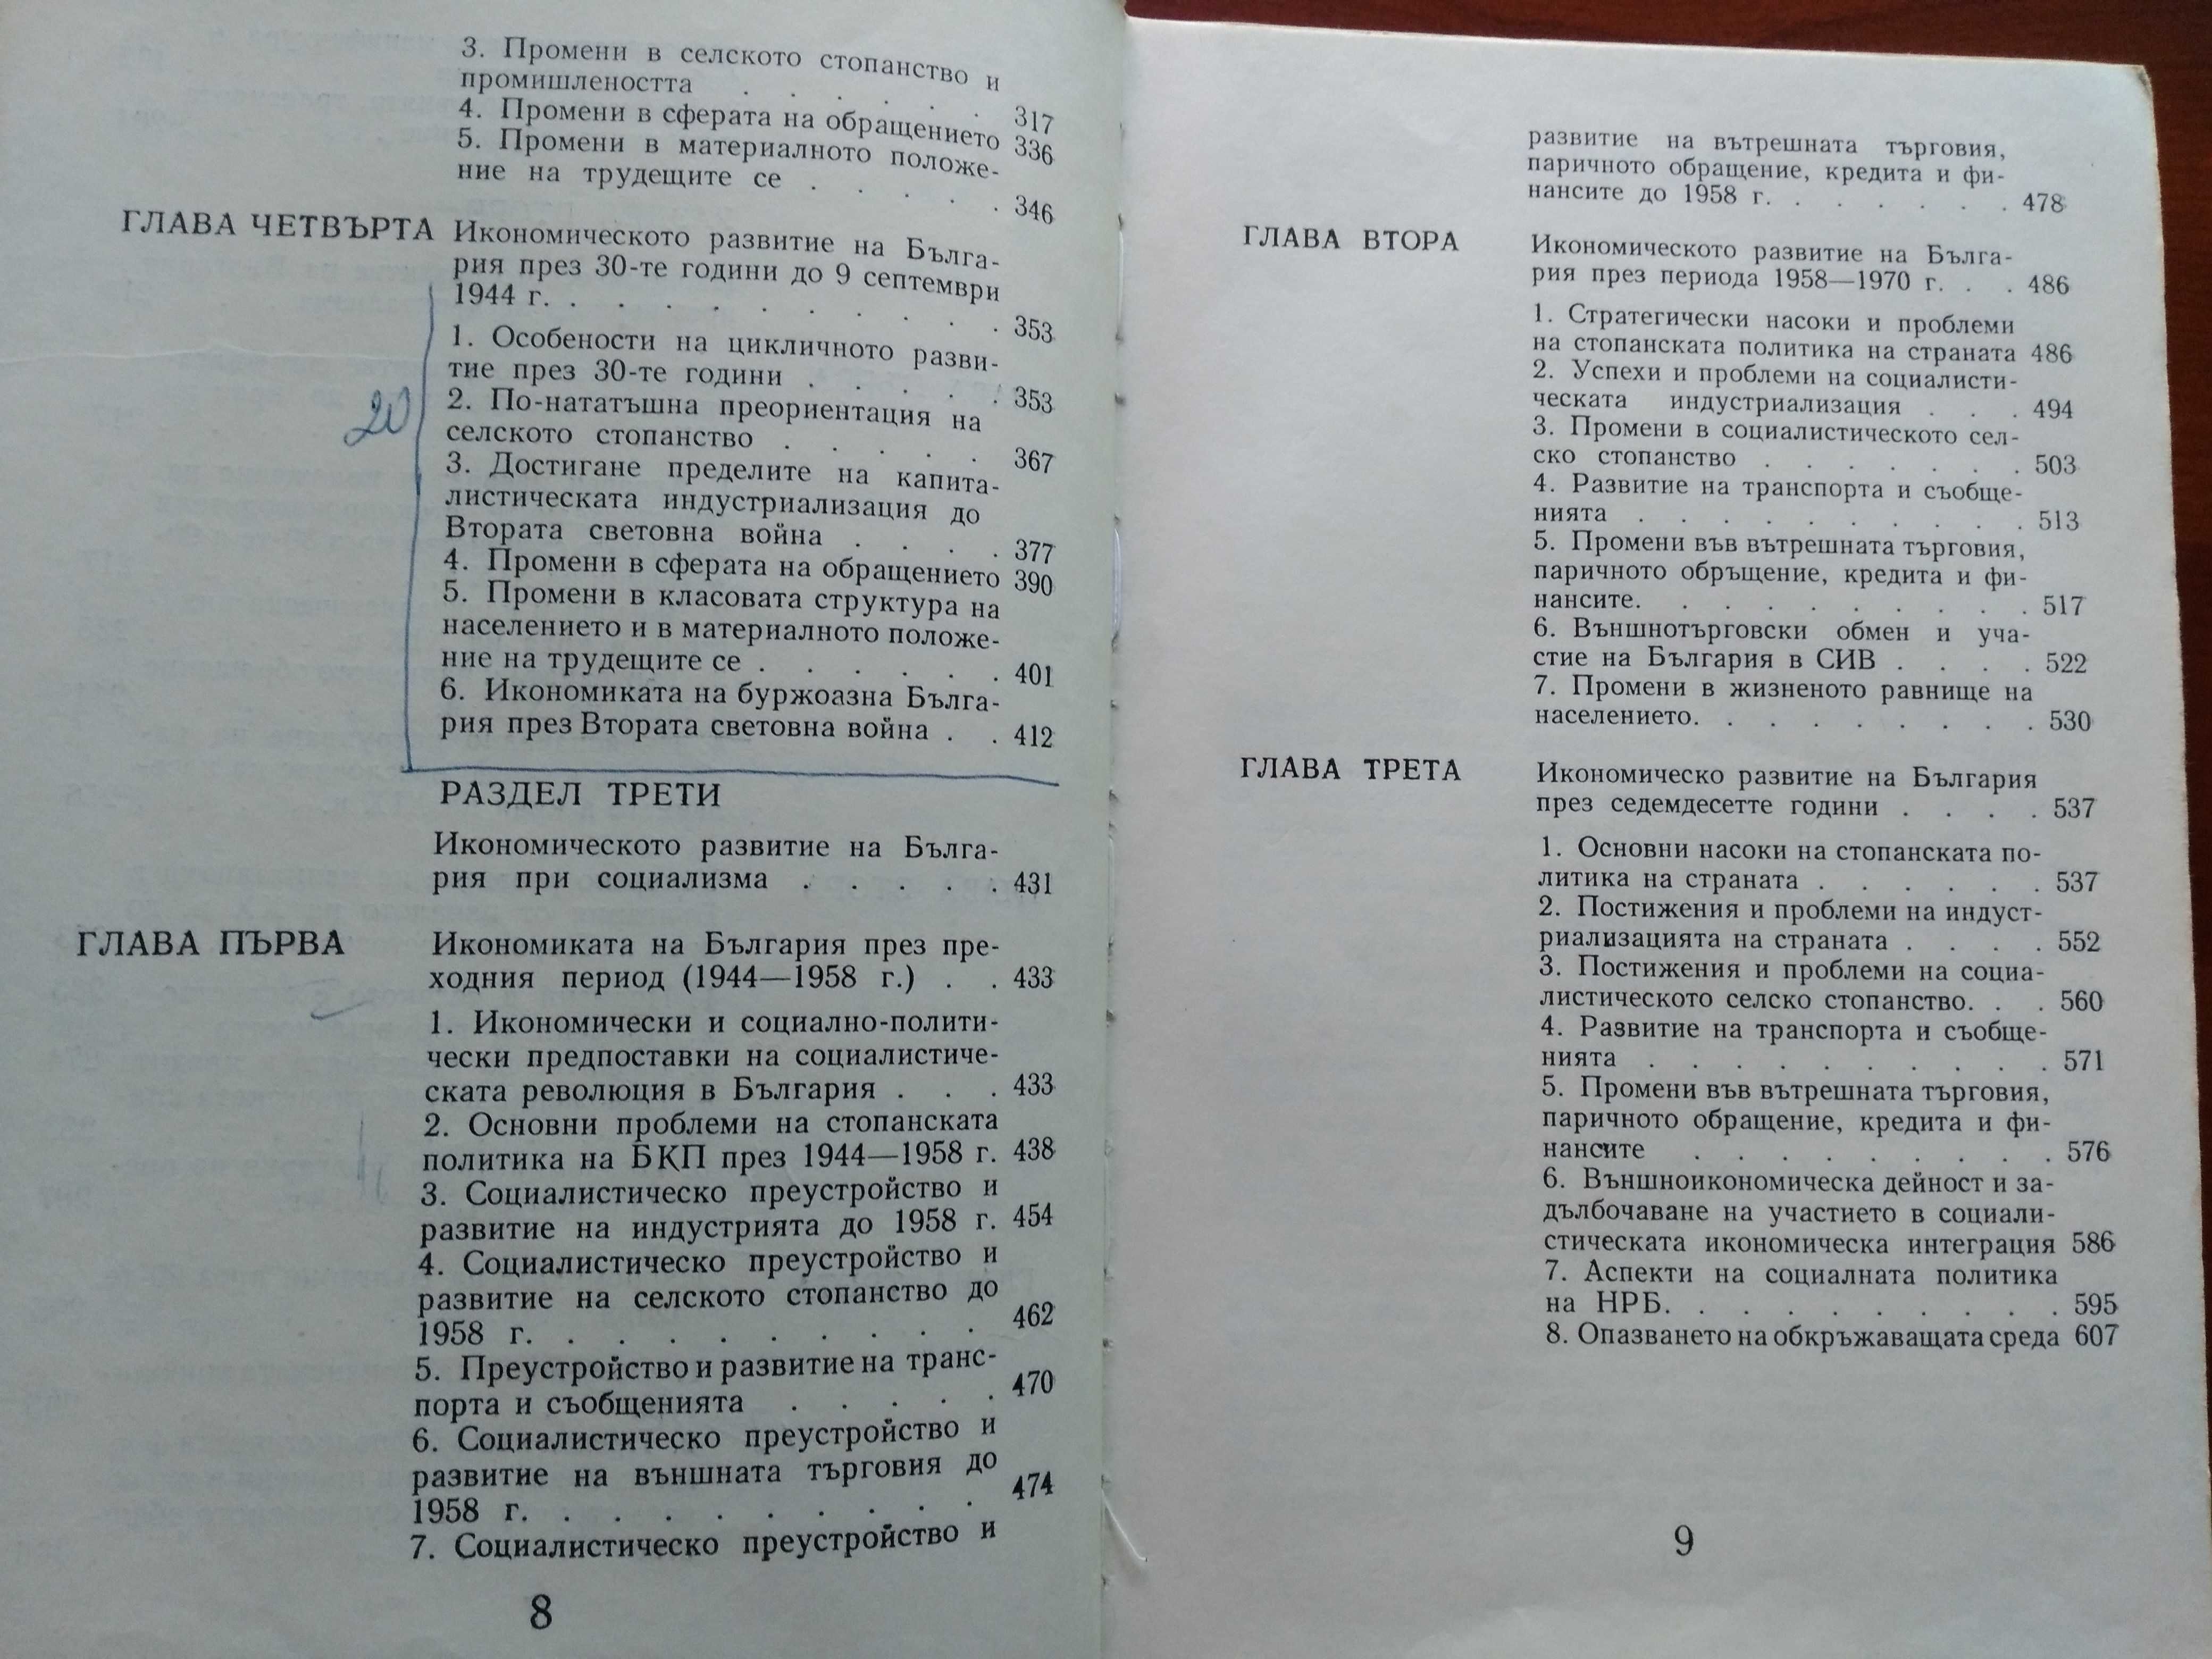 3. Промени в селското стопанство и
промишлеността . . . . . 317
4. Промени в сферата на обращението 336
5. Промени в материалното положе-
ние на трудещите се . . . . . 346
ГЛАВА ЧЕТВЪРТА Икономическото развитие на Бълга-
рия през 30-те години до 9 септември
1944 г. . . . . . . . . . 353
1. Особености на цикличното разви-
тие през 30-те години . . . . . 353
2. По-нататъшна преориентация на
20
селското стопанство . . . . . 367
3. Достигане пределите на капита-
листическата индустриализация до
Втората световна война . . . . 377
4. Промени в сферата на обращението 390
5. Промени в класовата структура на
населението и в материалното положе-
ние на трудещите се . . . . . . 401
6. Икономиката на буржоазна Бълга-
рия през Втората световна война . . 412
РАЗДЕЛ ТРЕТИ
Икономическото развитие на Бълга-
рия при социализма . . . . . 431
ГЛАВА ПЪРВА Икономиката на България през пре-
ходния период (1944—1958 г.) . . 433
1. Икономически и социално-полити-
чески предпоставки на социалистиче-
ската революция в България . . . 433
2. Основни проблеми на стопанската
политика на БКП през 1944—1958 г. 438
3. Социалистическо преустройство и
развитие на индустрията до 1958 г. 454
4. Социалистическо преустройство и
развитие на селското стопанство до
1958 г. . . . . . . . . . 462
5. Преустройство и развитие на транс-
порта и съобщенията . . . . . 470
6. Социалистическо преустройство и
развитие на външната търговия до
1958 г. . . . . . . . . . 474
7. Социалистическо преустройство и
8
развитие на вътрешната търговия,
паричното обращение, кредита и фи-
нансите до 1958 г. . . . . . . 478
ГЛАВА ВТОРА Икономическото развитие на Бълга-
рия през периода 1958—1970 г. . . 486
1. Стратегически насоки и проблеми
на стопанската политика на страната 486
2. Успехи и проблеми на социалисти-
ческата индустриализация . . . 494
3. Промени в социалистическото сел-
ско стопанство . . . . . . . 503
4. Развитие на транспорта и съобще-
нията . . . . . . . . . . 513
5. Промени във вътрешната търговия,
паричното обръщение, кредита и фи-
нансите. . . . . . . . . . 517
6. Външнотърговски обмен и уча-
стие на България в СИВ . . . . 522
7. Промени в жизненото равнище на
населението. . . . . . . . 530
ГЛАВА ТРЕТА Икономическо развитие на България
през седемдесетте години . . . . 537
1. Основни насоки на стопанската по-
литика на страната . . . . . . 537
2. Постижения и проблеми на индуст-
риализацията на страната . . . . 552
3. Постижения и проблеми на социа-
листическото селско стопанство. . . 560
4. Развитие на транспорта и съобще-
нията . . . . . . . . . . 571
5. Промени във вътрешната търговия,
паричното обращение, кредита и фи-
нансите . . . . . . . . . 576
6. Външноикономическа дейност и за-
дълбочаване на участието в социали-
стическата икономическа интеграция 586
7. Аспекти на социалната политика
на НРБ. . . . . . . . . . 595
8. Опазването на обкръжаващата среда 607
9